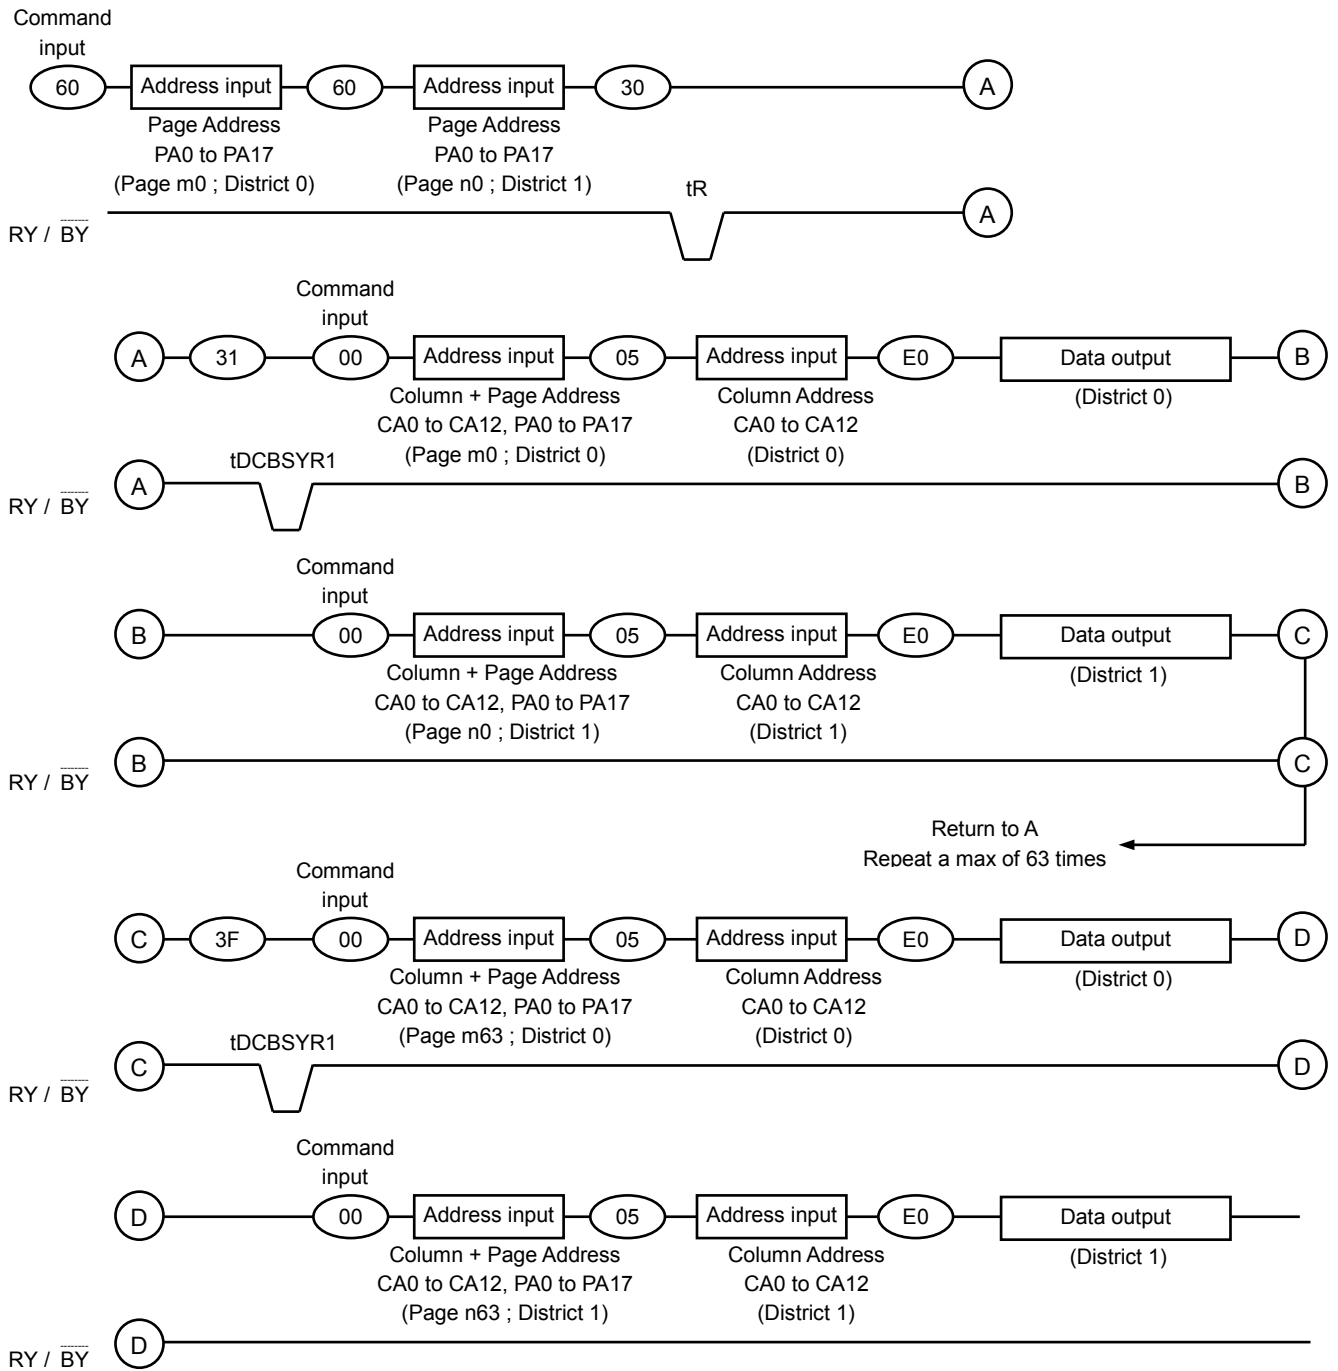 Command
input
60 Address input 60 Address input 30 A
Page Address Page Address
PA0 to PA17 PA0 to PA17
(Page m0 ; District 0) (Page n0 ; District 1)
tR
RY / BY A
Command
input
A 31 00 Address input 05 Address input E0 Data output B
Column + Page Address Column Address (District 0)
CA0 to CA12, PA0 to PA17 CA0 to CA12
(Page m0 ; District 0) (District 0)
tDCBSYR1
RY / BY A B
Command
input
B 00 Address input 05 Address input E0 Data output C
Column + Page Address Column Address (District 1)
CA0 to CA12, PA0 to PA17 CA0 to CA12
(Page n0 ; District 1) (District 1)
RY / BY B C
Return to A
Repeat a max of 63 times
Command
input
C 3F 00 Address input 05 Address input E0 Data output D
Column + Page Address Column Address (District 0)
CA0 to CA12, PA0 to PA17 CA0 to CA12
(Page m63 ; District 0) (District 0)
tDCBSYR1
RY / BY C D
Command
input
D 00 Address input 05 Address input E0 Data output
Column + Page Address Column Address (District 1)
CA0 to CA12, PA0 to PA17 CA0 to CA12
(Page n63 ; District 1) (District 1)
RY / BY D